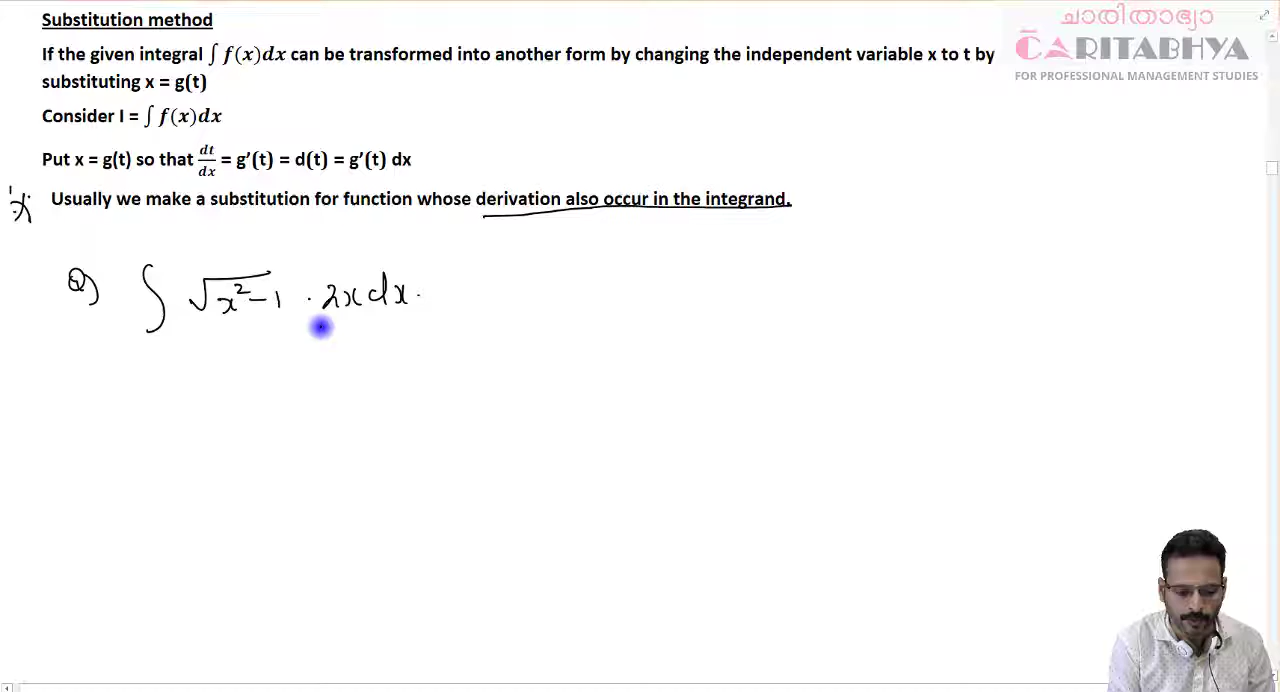 Substitution method
ചാരിതാഭ്യാ
CARITABHYA
FOR PROFESSIONAL MANAGEMENT STUDIES
If the given integral ∫ f(x)dx can be transformed into another form by changing the independent variable x to t by
substituting x = g(t)
Consider I = ∫ f(x)dx
Put x = g(t) so that dt/dx = g′(t) = d(t) = g′(t) dx
Usually we make a substitution for function whose derivation also occur in the integrand.
Q) ∫ √(x²-1) · 2x dx.